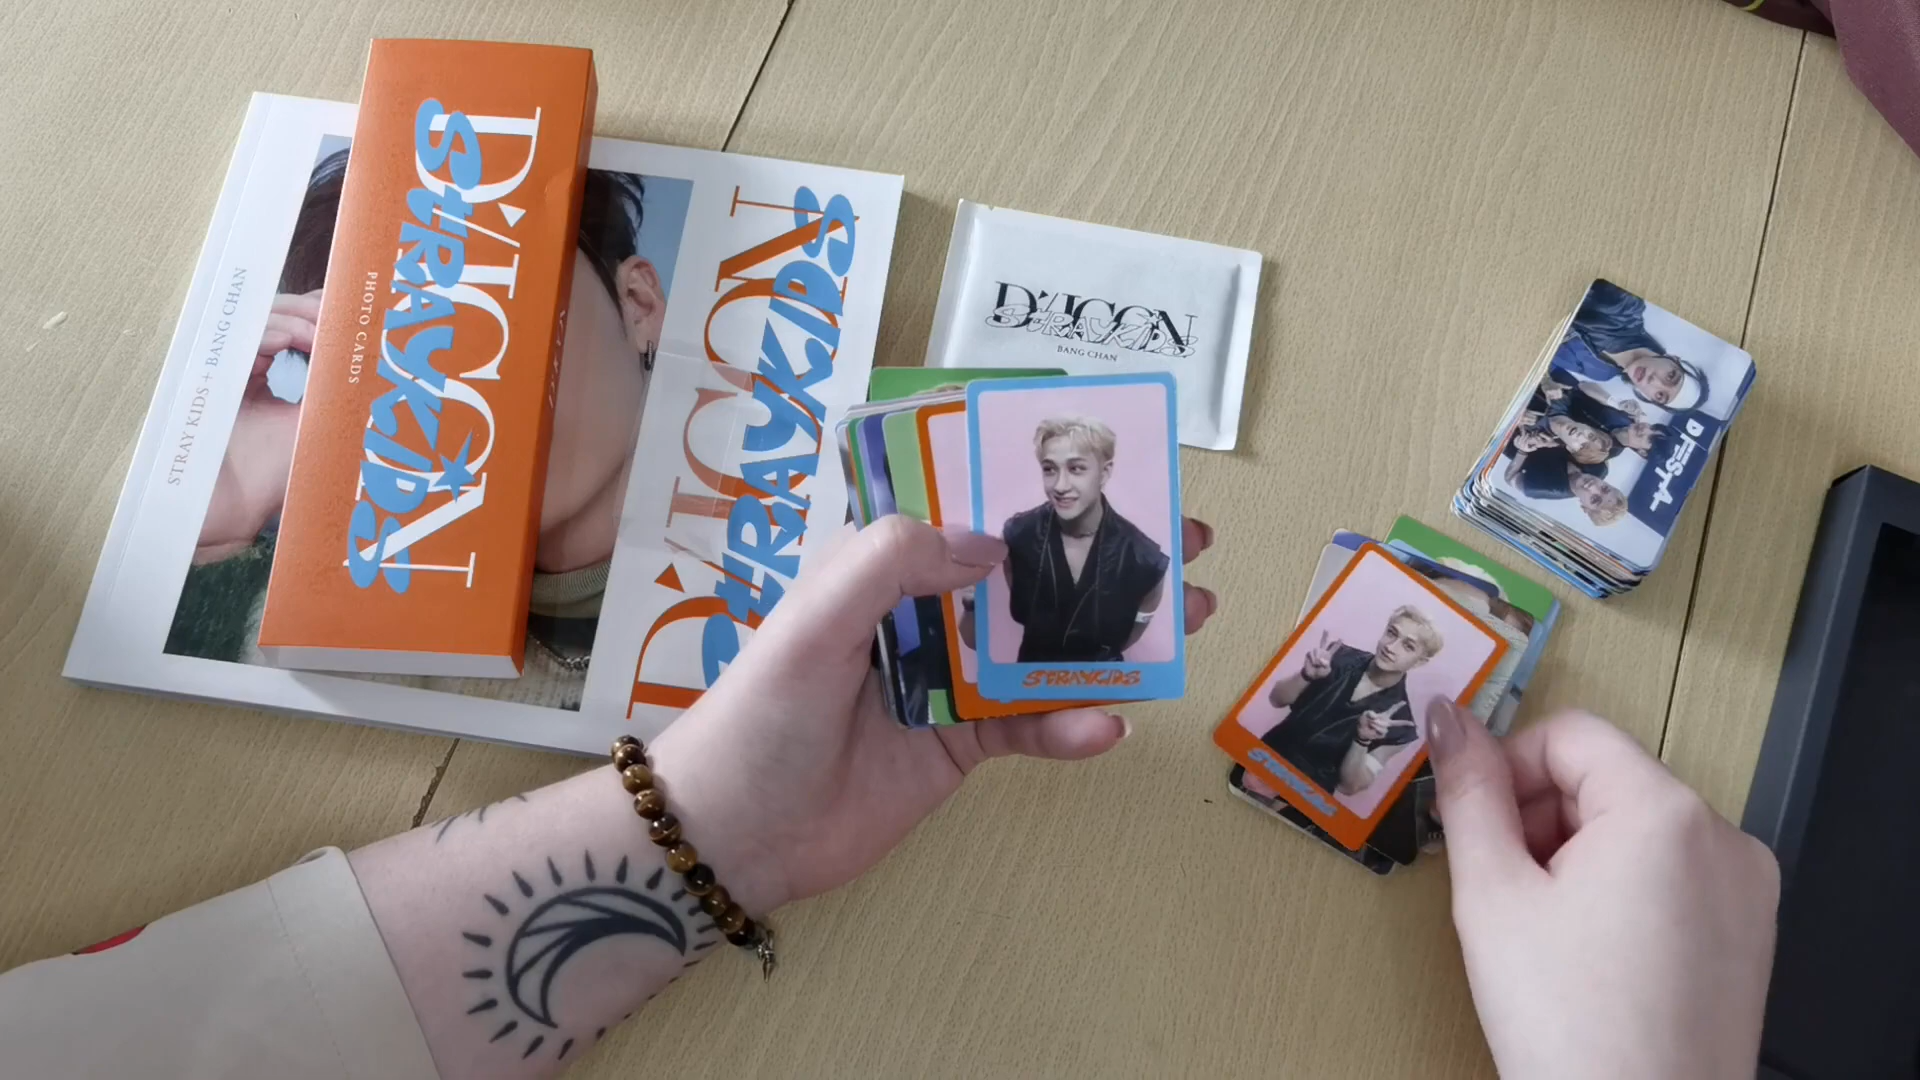 STRAY KIDS + BANG CHAN
D'ICON
STRAYKIDS
PHOTO CARDS
D'ICON
STRAYKIDS
D'ICON
STRAYKIDS
BANG CHAN
STRAYKIDS
STRAYKIDS
D'FESTA